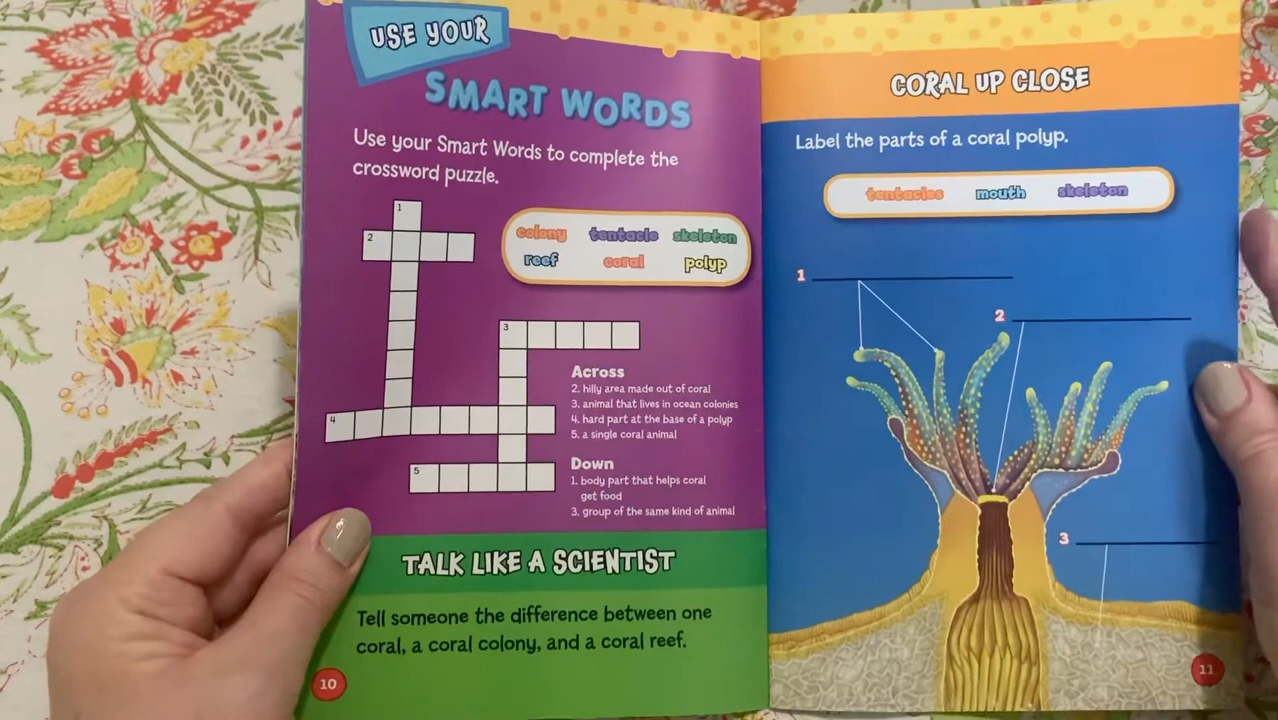 USE YOUR
SMART WORDS
Use your Smart Words to complete the
crossword puzzle.
1
2
colony tentacle skeleton
reef coral polyp
3
Across
2. hilly area made out of coral
3. animal that lives in ocean colonies
4. hard part at the base of a polyp
5. a single coral animal
4
5
Down
1. body part that helps coral
get food
3. group of the same kind of animal
TALK LIKE A SCIENTIST
Tell someone the difference between one
coral, a coral colony, and a coral reef.
10
CORAL UP CLOSE
Label the parts of a coral polyp.
tentacles mouth skeleton
1
2
3
11